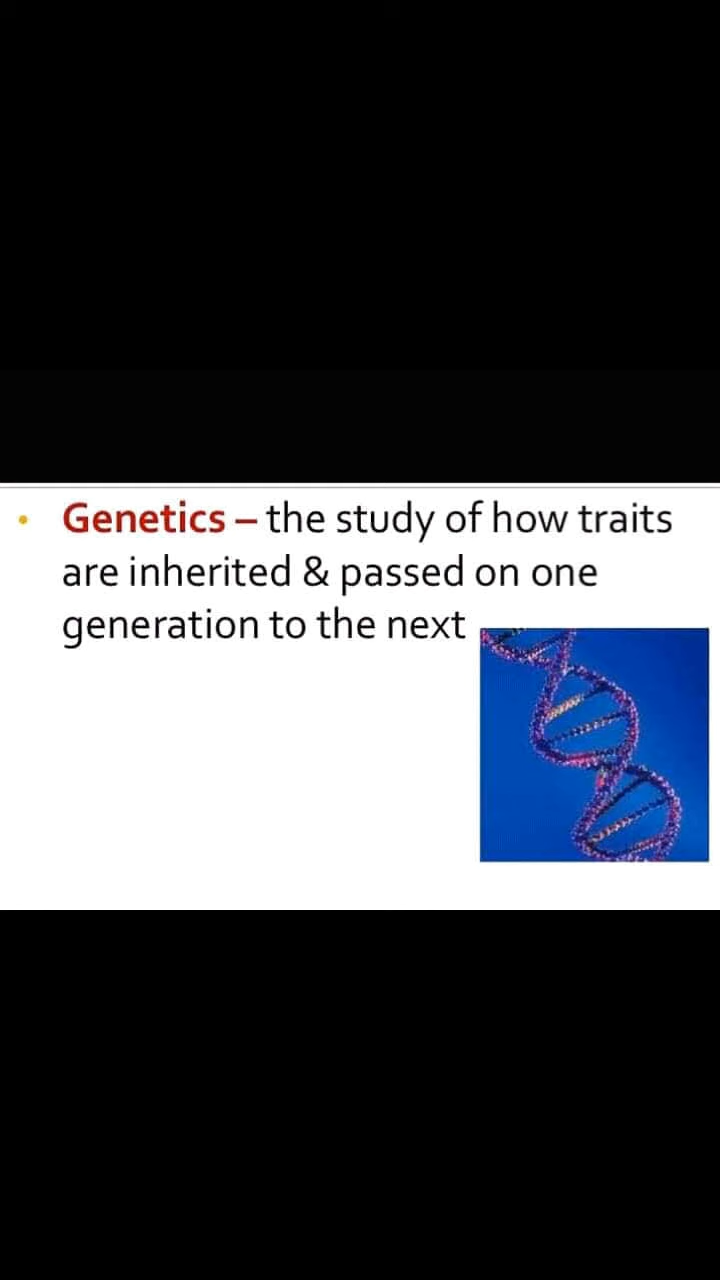 • Genetics – the study of how traits
are inherited & passed on one
generation to the next